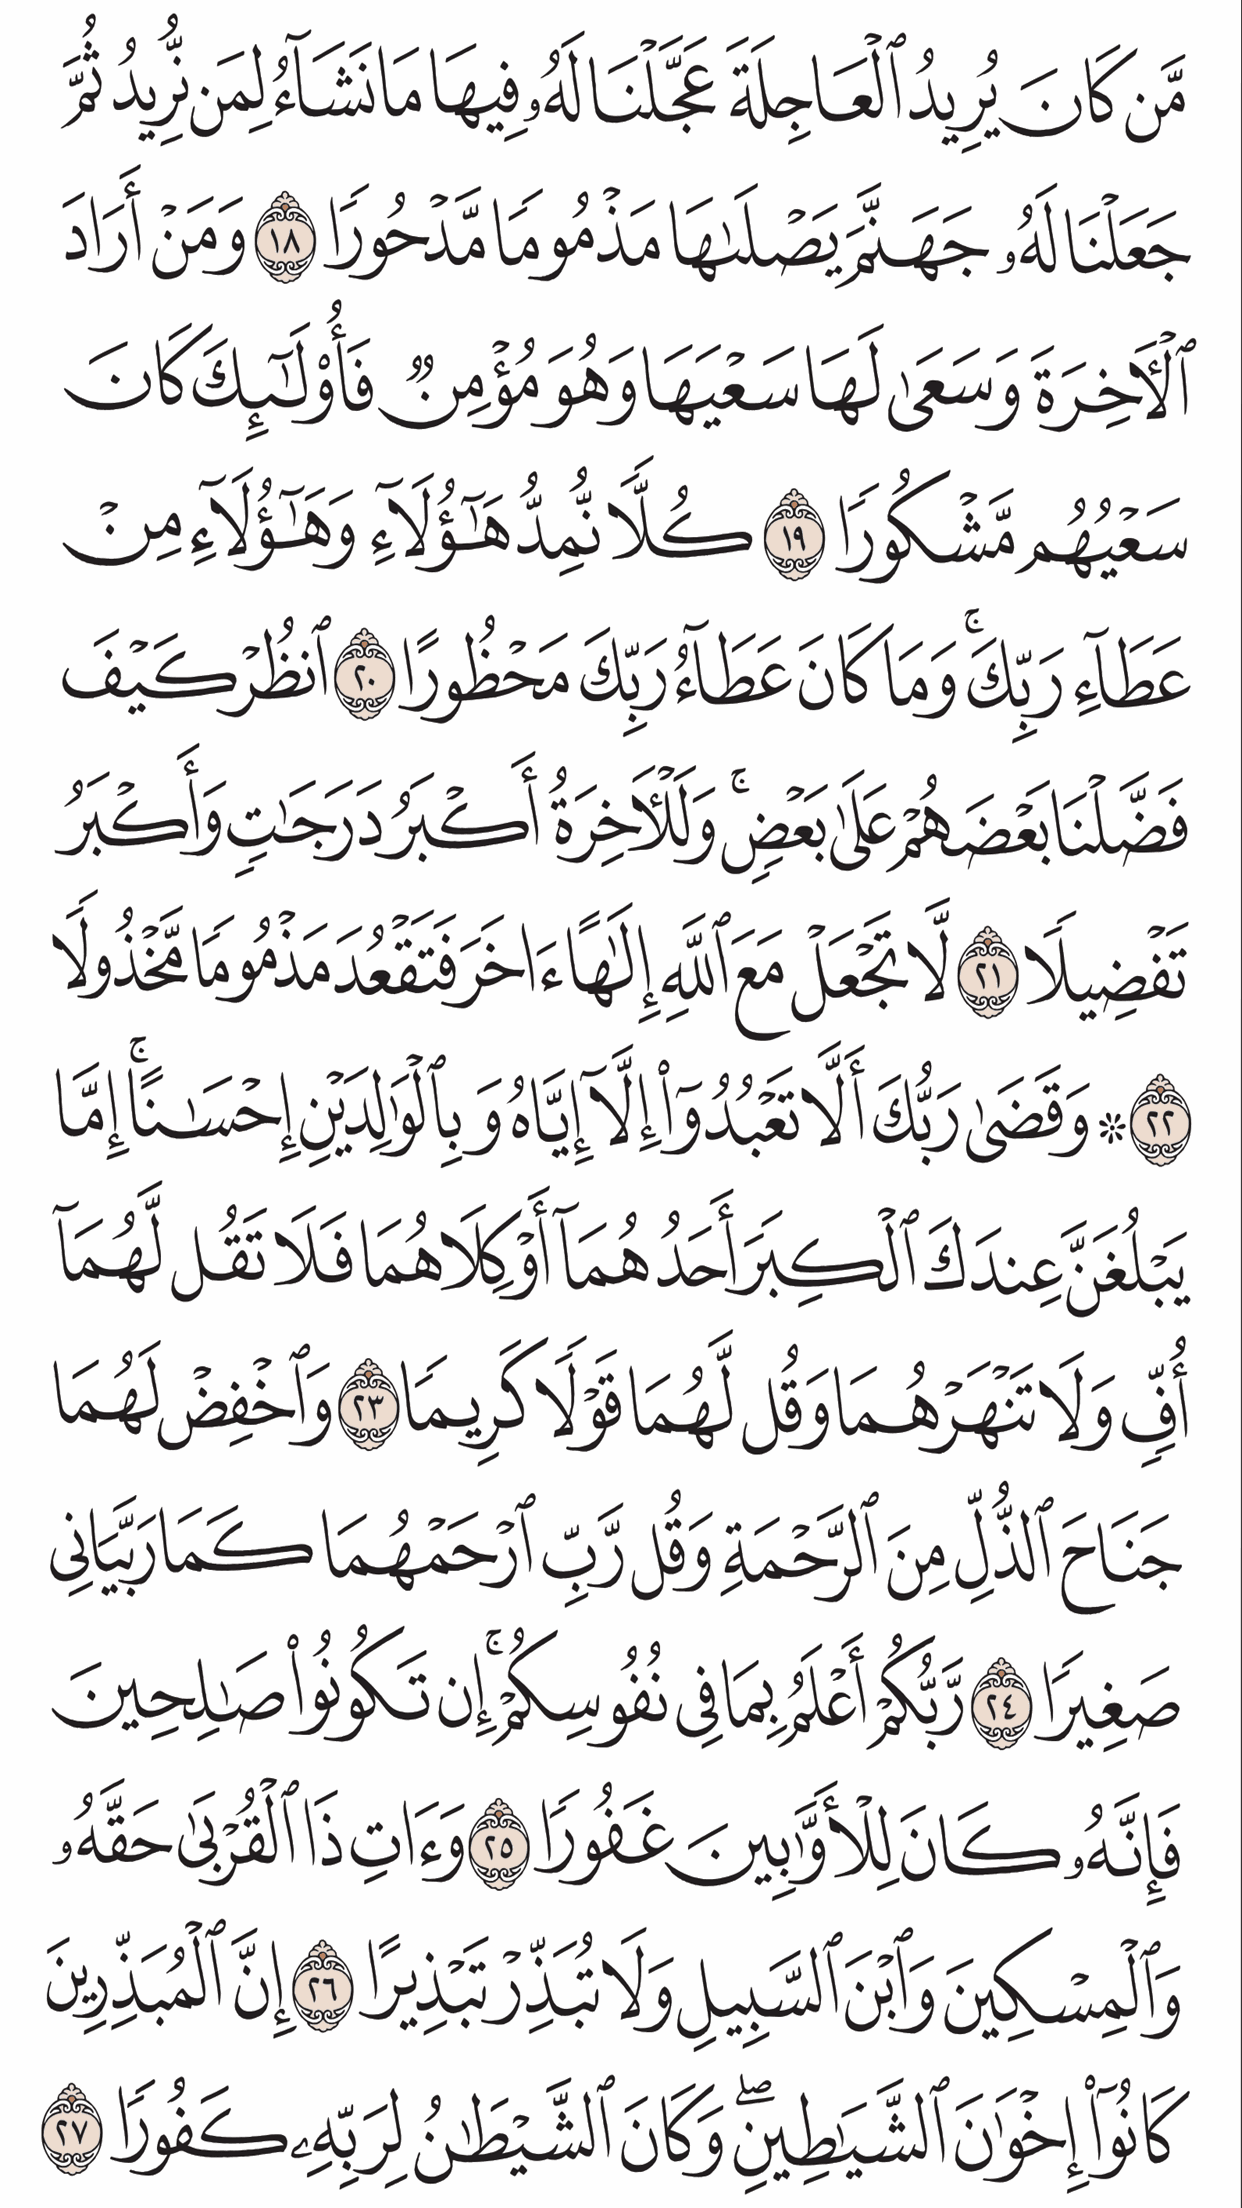 مَّن كَانَ يُرِيدُ ٱلۡعَاجِلَةَ عَجَّلۡنَا لَهُۥ فِيهَا مَا نَشَآءُ لِمَن نُّرِيدُ ثُمَّ
جَعَلۡنَا لَهُۥ جَهَنَّمَ يَصۡلَىٰهَا مَذۡمُومٗا مَّدۡحُورٗا ١٨ وَمَنۡ أَرَادَ
ٱلۡأٓخِرَةَ وَسَعَىٰ لَهَا سَعۡيَهَا وَهُوَ مُؤۡمِنٞ فَأُوْلَٰٓئِكَ كَانَ
سَعۡيُهُم مَّشۡكُورٗا ١٩ كُلّٗا نُّمِدُّ هَٰٓؤُلَآءِ وَهَٰٓؤُلَآءِ مِنۡ
عَطَآءِ رَبِّكَۚ وَمَا كَانَ عَطَآءُ رَبِّكَ مَحۡظُورًا ٢٠ ٱنظُرۡ كَيۡفَ
فَضَّلۡنَا بَعۡضَهُمۡ عَلَىٰ بَعۡضٖۚ وَلَلۡأٓخِرَةُ أَكۡبَرُ دَرَجَٰتٖ وَأَكۡبَرُ
تَفۡضِيلٗا ٢١ لَّا تَجۡعَلۡ مَعَ ٱللَّهِ إِلَٰهًا ءَاخَرَ فَتَقۡعُدَ مَذۡمُومٗا مَّخۡذُولٗا
٢٢ ۞ وَقَضَىٰ رَبُّكَ أَلَّا تَعۡبُدُوٓاْ إِلَّآ إِيَّاهُ وَبِٱلۡوَٰلِدَيۡنِ إِحۡسَٰنًاۚ إِمَّا
يَبۡلُغَنَّ عِندَكَ ٱلۡكِبَرَ أَحَدُهُمَآ أَوۡ كِلَاهُمَا فَلَا تَقُل لَّهُمَآ
أُفّٖ وَلَا تَنۡهَرۡهُمَا وَقُل لَّهُمَا قَوۡلٗا كَرِيمٗا ٢٣ وَٱخۡفِضۡ لَهُمَا
جَنَاحَ ٱلذُّلِّ مِنَ ٱلرَّحۡمَةِ وَقُل رَّبِّ ٱرۡحَمۡهُمَا كَمَا رَبَّيَانِي
صَغِيرٗا ٢٤ رَّبُّكُمۡ أَعۡلَمُ بِمَا فِي نُفُوسِكُمۡۚ إِن تَكُونُواْ صَٰلِحِينَ
فَإِنَّهُۥ كَانَ لِلۡأَوَّٰبِينَ غَفُورٗا ٢٥ وَءَاتِ ذَا ٱلۡقُرۡبَىٰ حَقَّهُۥ
وَٱلۡمِسۡكِينَ وَٱبۡنَ ٱلسَّبِيلِ وَلَا تُبَذِّرۡ تَبۡذِيرًا ٢٦ إِنَّ ٱلۡمُبَذِّرِينَ
كَانُوٓاْ إِخۡوَٰنَ ٱلشَّيَٰطِينِۖ وَكَانَ ٱلشَّيۡطَٰنُ لِرَبِّهِۦ كَفُورٗا ٢٧